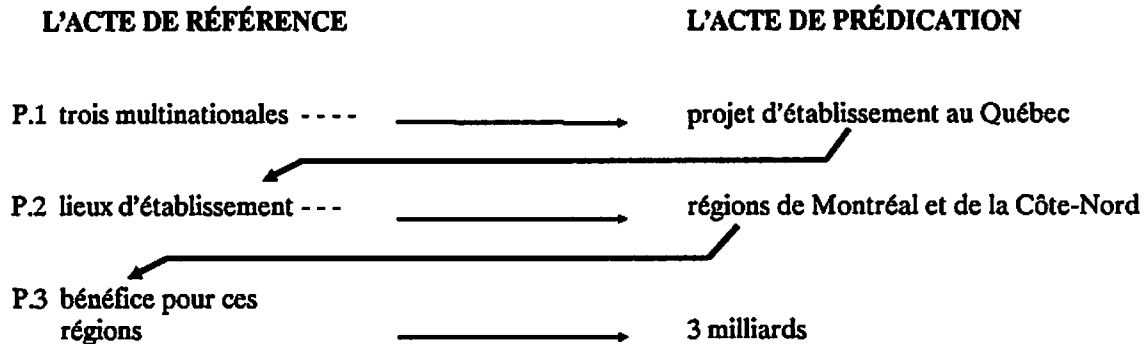 L'ACTE DE RÉFÉRENCE L'ACTE DE PRÉDICATION
P.1 trois multinationales - - - - projet d'établissement au Québec
P.2 lieux d'établissement - - - régions de Montréal et de la Côte-Nord
P.3 bénéfice pour ces
régions 3 milliards